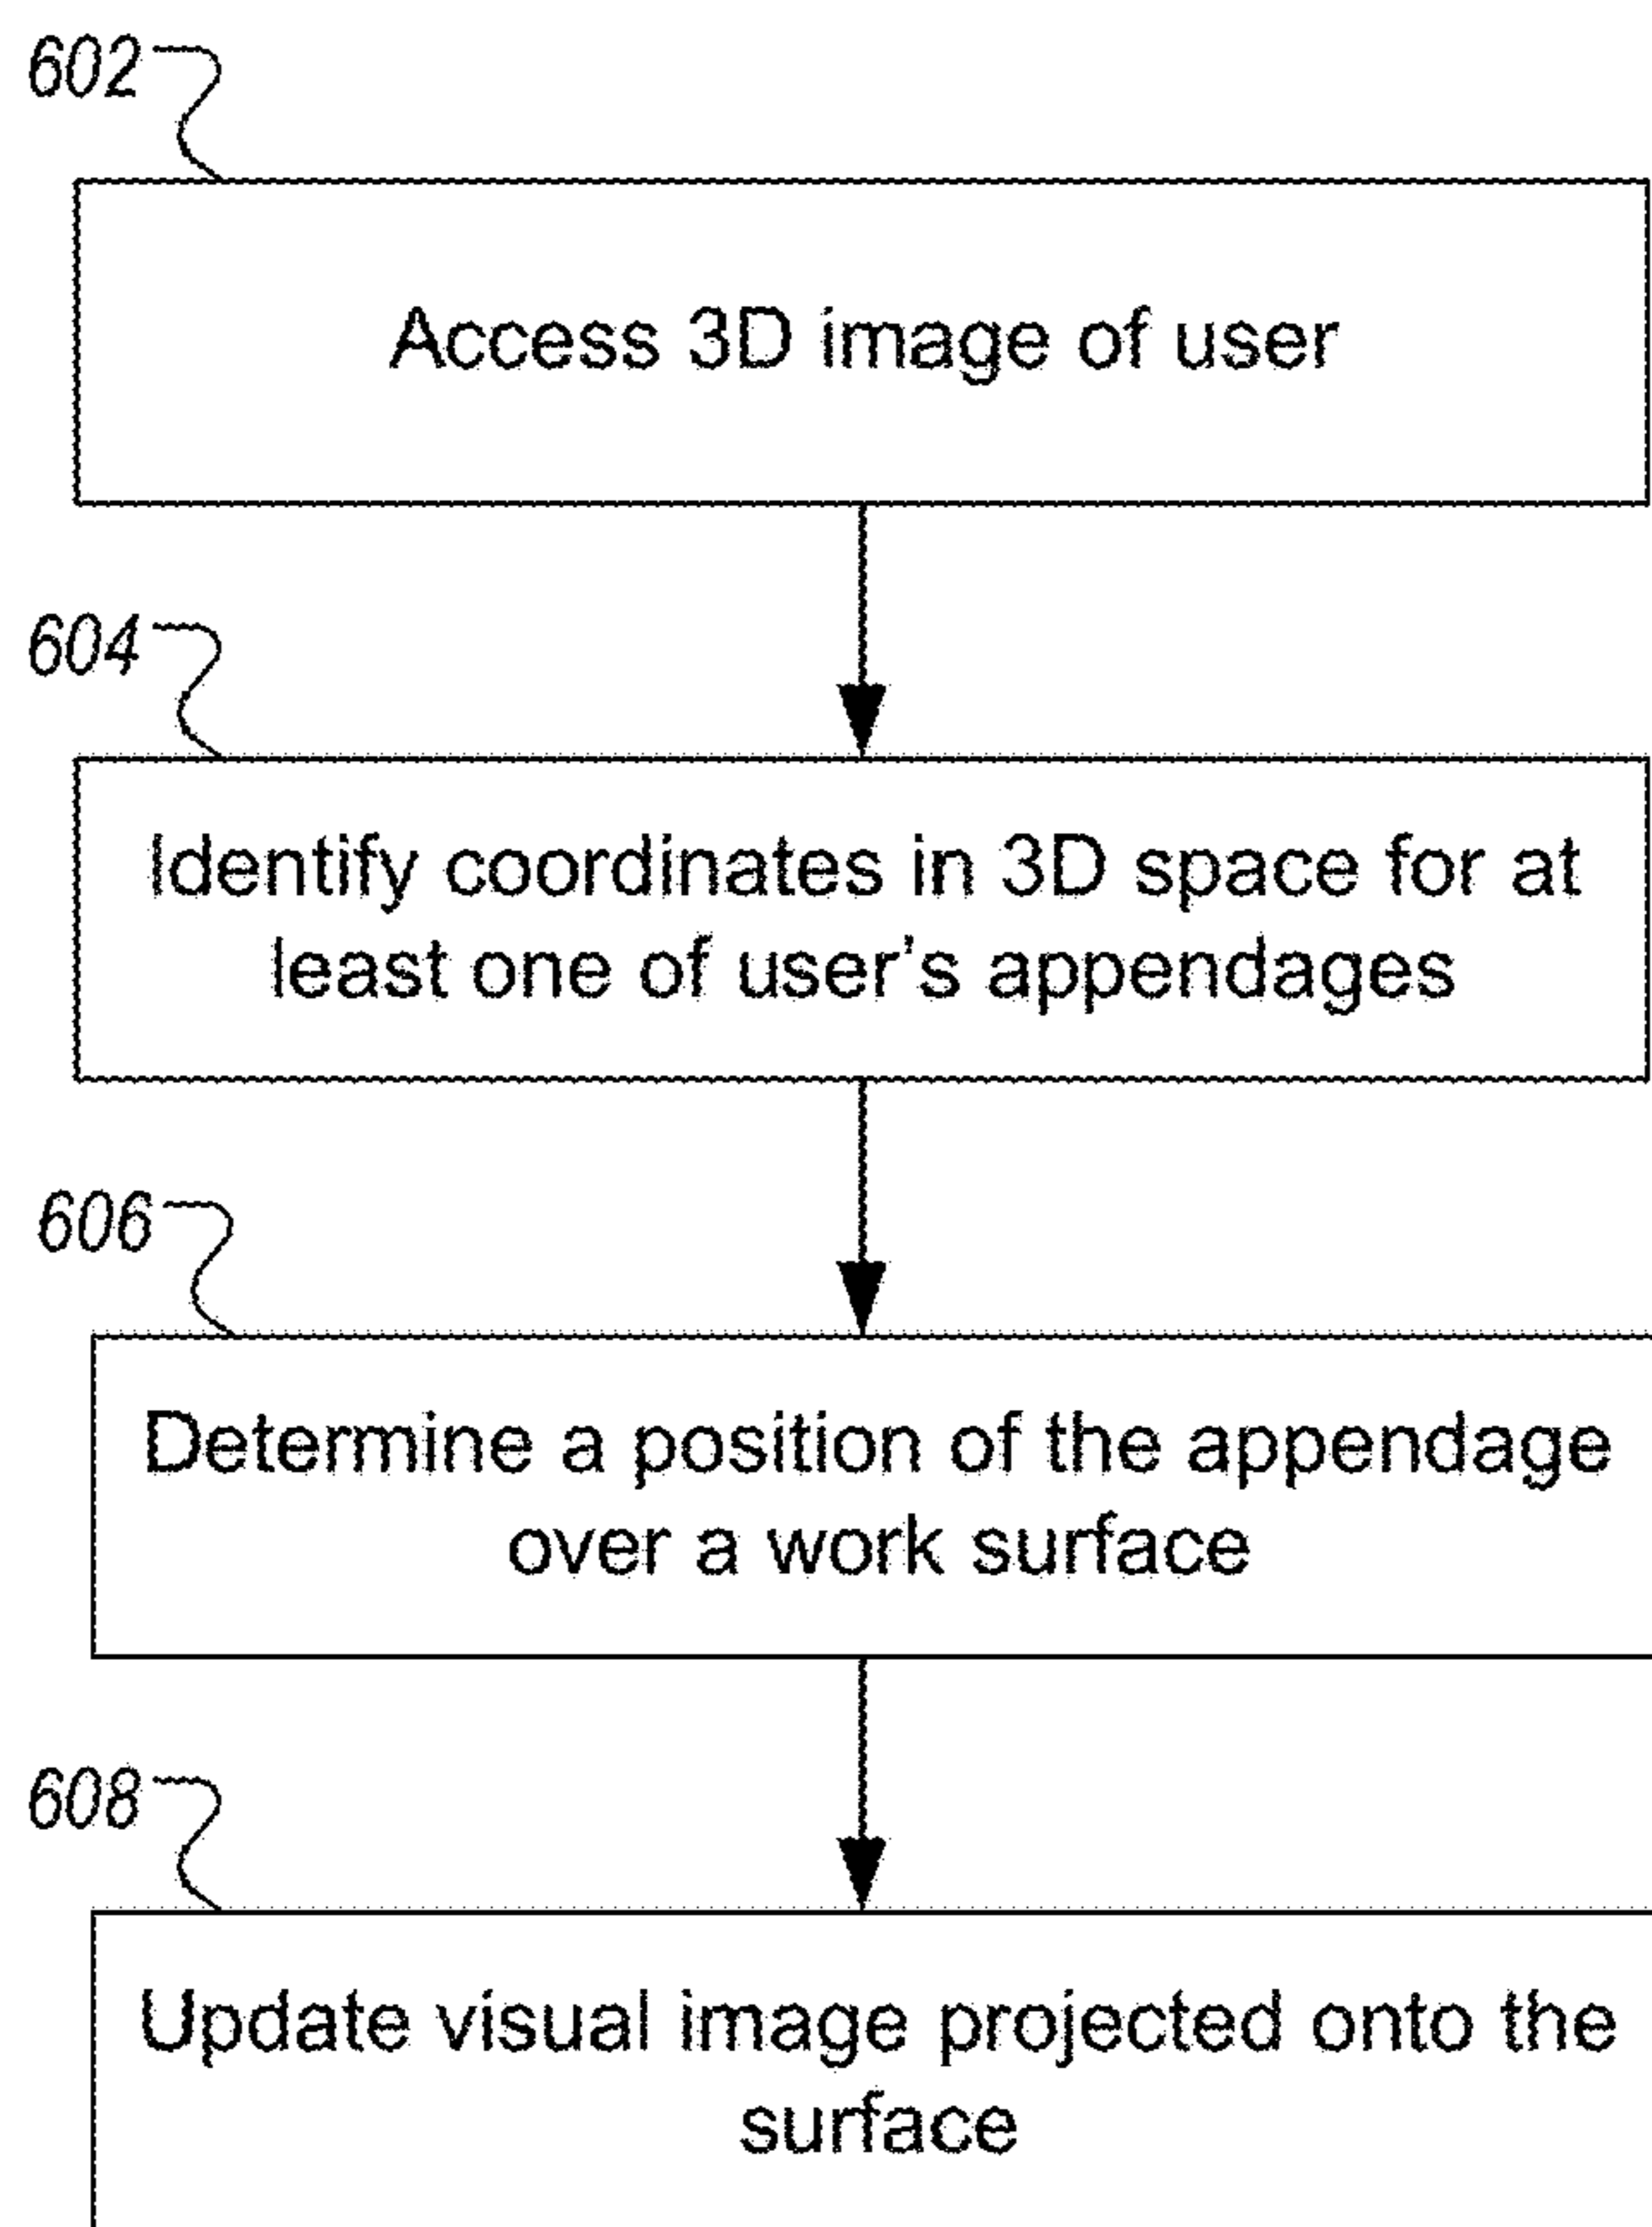 602
Access 3D image of user
604
Identify coordinates in 3D space for at
least one of user's appendages
606
Determine a position of the appendage
over a work surface
608
Update visual image projected onto the
surface